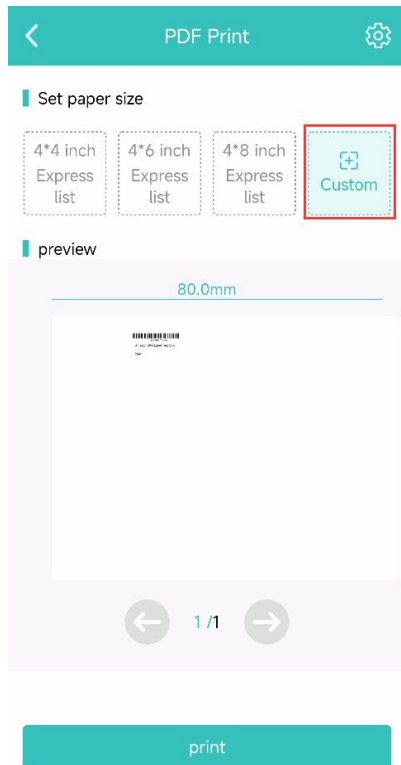 PDF Print
Set paper size
4*4 inch
Express
list
4*6 inch
Express
list
4*8 inch
Express
list
Custom
preview
80.0mm
1 /1
print